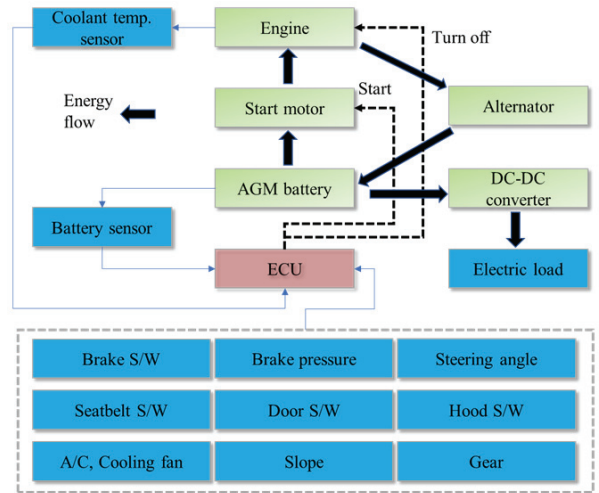 Coolant temp.
sensor
Engine
Turn off
Energy
flow
Start motor
Start
Alternator
AGM battery
DC-DC
converter
Battery sensor
ECU
Electric load
Brake S/W
Brake pressure
Steering angle
Seatbelt S/W
Door S/W
Hood S/W
A/C, Cooling fan
Slope
Gear